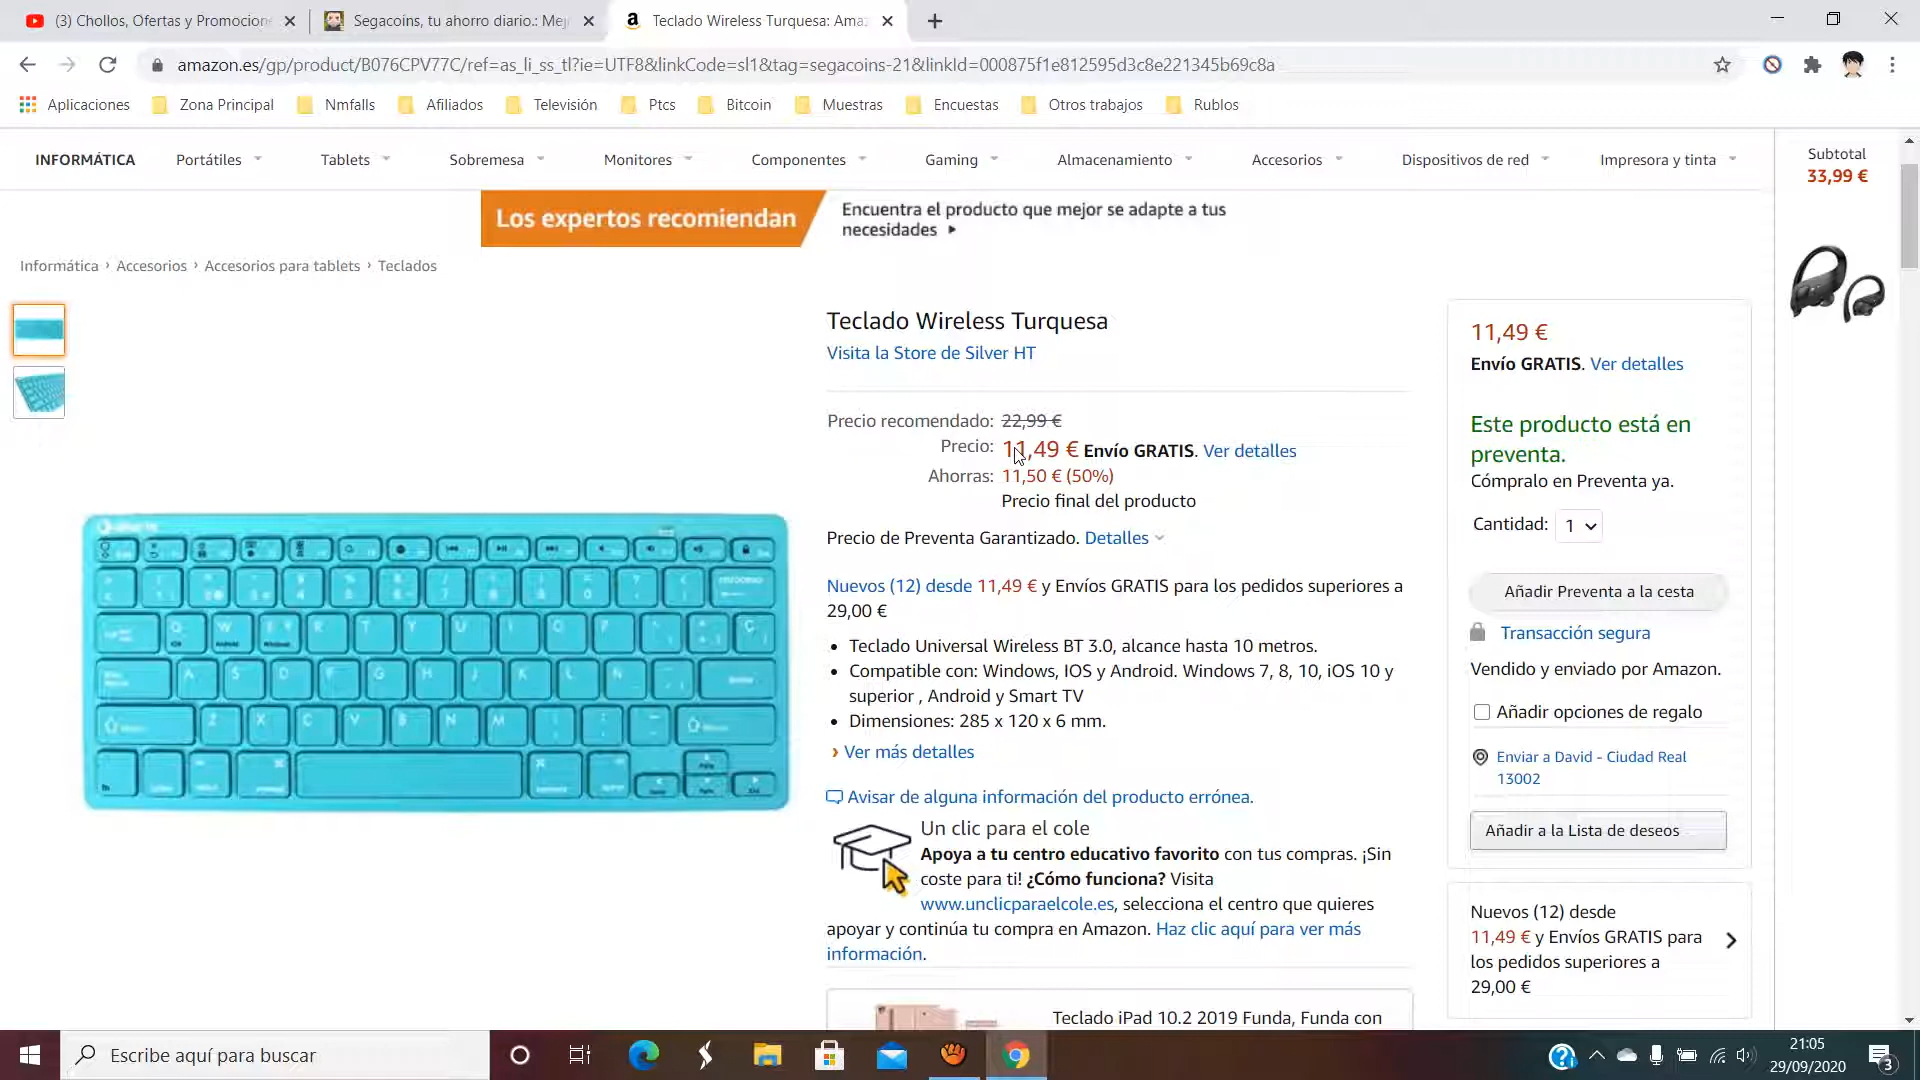 (3) Chollos, Ofertas y Promocion
Segacoins, tu ahorro diario.: Mej
Teclado Wireless Turquesa: Amaz
amazon.es/gp/product/B076CPV77C/ref=as_li_ss_tl?ie=UTF8&linkCode=sl1&tag=segacoins-21&linkId=000875f1e812595d3c8e221345b69c8a
Aplicaciones
Zona Principal
Nmfalls
Afiliados
Televisión
Ptcs
Bitcoin
Muestras
Encuestas
Otros trabajos
Rublos
INFORMÁTICA
Portátiles
Tablets
Sobremesa
Monitores
Componentes
Gaming
Almacenamiento
Accesorios
Dispositivos de red
Impresora y tinta
Subtotal
33,99 €
Los expertos recomiendan
Encuentra el producto que mejor se adapte a tus
necesidades ▶
Informática › Accesorios › Accesorios para tablets › Teclados
Teclado Wireless Turquesa
Visita la Store de Silver HT
Precio recomendado: 22,99 €
Precio: 11,49 € Envío GRATIS. Ver detalles
Ahorras: 11,50 € (50%)
Precio final del producto
Precio de Preventa Garantizado. Detalles
Nuevos (12) desde 11,49 € y Envíos GRATIS para los pedidos superiores a
29,00 €
• Teclado Universal Wireless BT 3.0, alcance hasta 10 metros.
• Compatible con: Windows, IOS y Android. Windows 7, 8, 10, iOS 10 y
superior , Android y Smart TV
• Dimensiones: 285 x 120 x 6 mm.
› Ver más detalles
Avisar de alguna información del producto errónea.
Un clic para el cole
Apoya a tu centro educativo favorito con tus compras. ¡Sin
coste para ti! ¿Cómo funciona? Visita
www.unclicparaelcole.es, selecciona el centro que quieres
apoyar y continúa tu compra en Amazon. Haz clic aquí para ver más
información.
Teclado iPad 10.2 2019 Funda, Funda con
11,49 €
Envío GRATIS. Ver detalles
Este producto está en
preventa.
Cómpralo en Preventa ya.
Cantidad: 1
Añadir Preventa a la cesta
Transacción segura
Vendido y enviado por Amazon.
Añadir opciones de regalo
Enviar a David - Ciudad Real
13002
Añadir a la Lista de deseos
Nuevos (12) desde
11,49 € y Envíos GRATIS para
los pedidos superiores a
29,00 €
Escribe aquí para buscar
21:05
29/09/2020
3